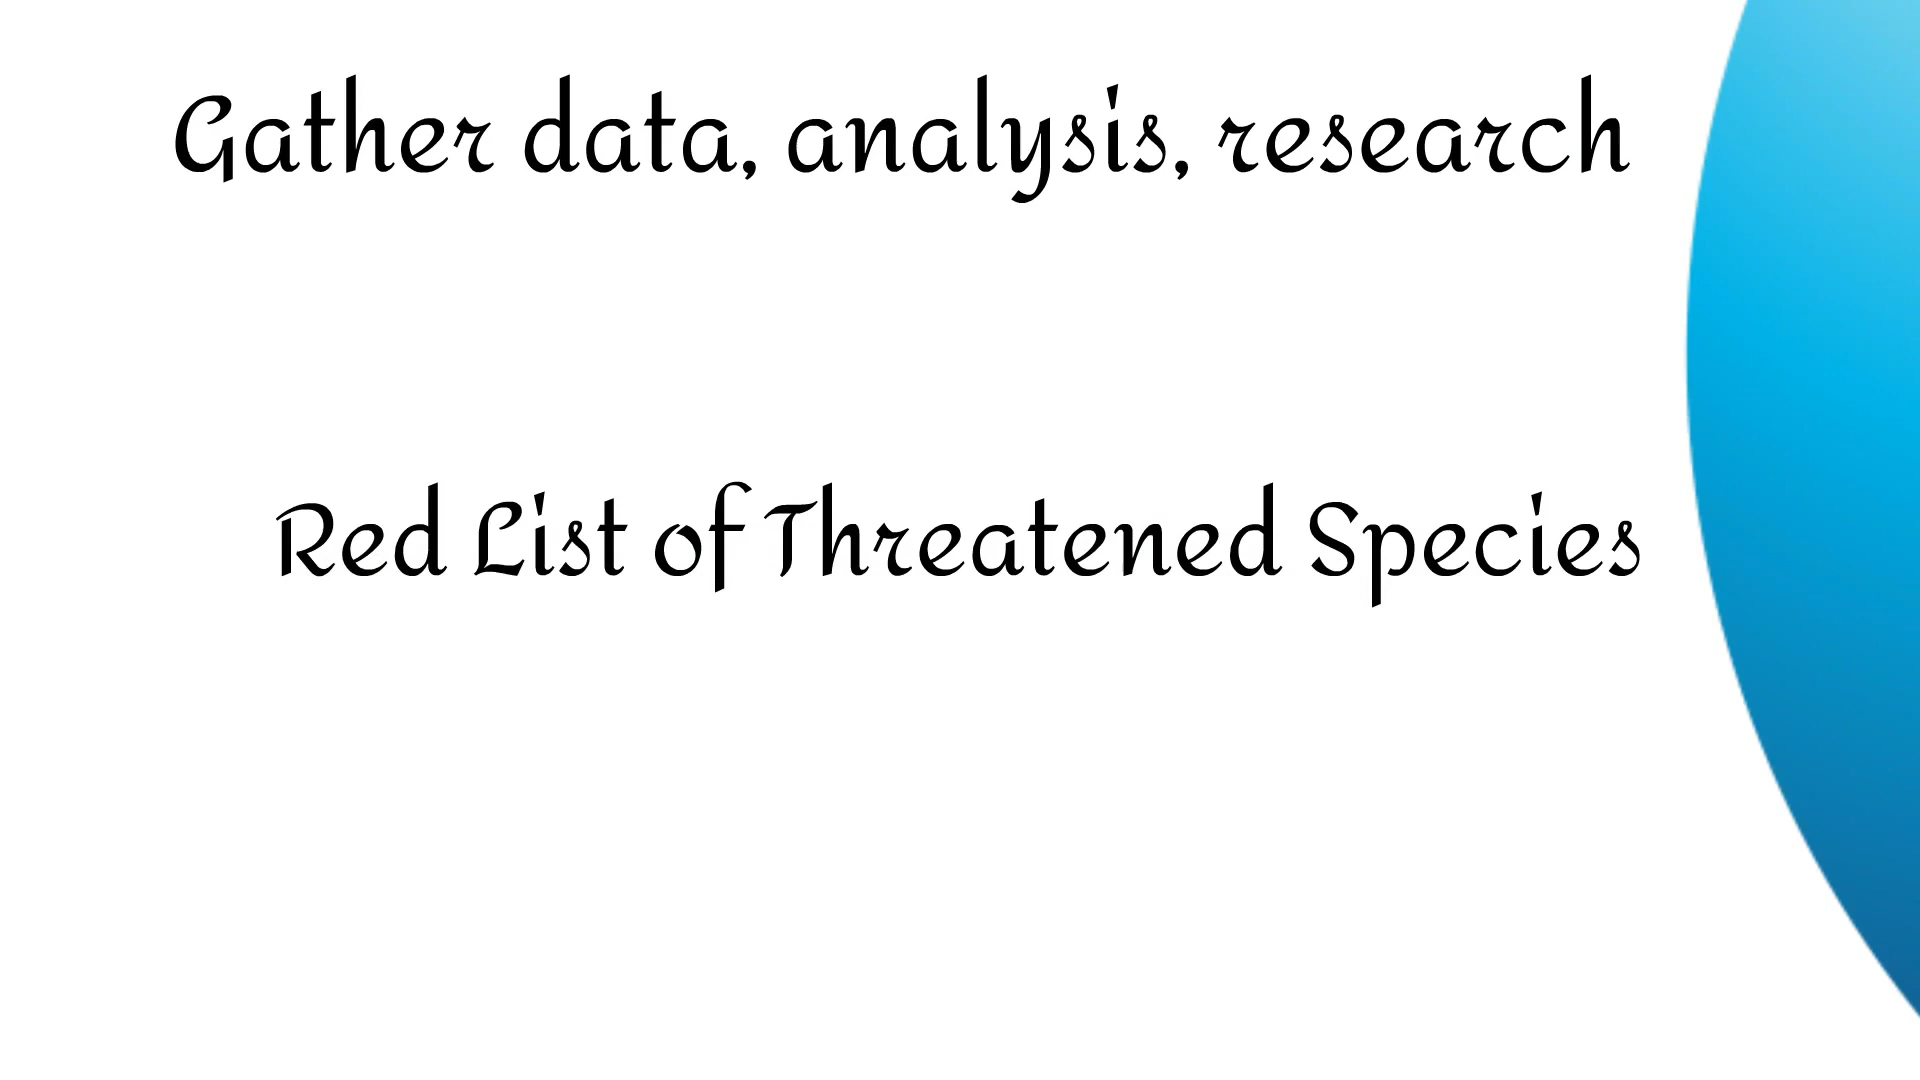 Gather data, analysis, research
Red List of Threatened Species